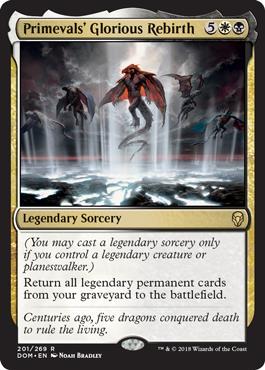 Primevals' Glorious Rebirth 5
Legendary Sorcery
(You may cast a legendary sorcery only
if you control a legendary creature or
planeswalker.)
Return all legendary permanent cards
from your graveyard to the battlefield.
Centuries ago, five dragons conquered death
to rule the living.
201/269 R
DOM • EN Noah Bradley
™ & © 2018 Wizards of the Coast